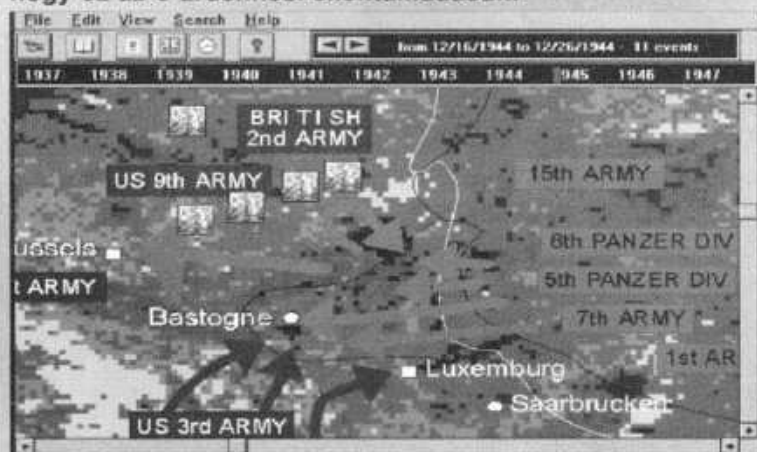 File Edit View Search Help
from 12/16/1944 to 12/26/1944 - 11 events
1937 1938 1939 1940 1941 1942 1943 1944 1945 1946 1947
BRITISH
2nd ARMY
US 9th ARMY
15th ARMY
6th PANZER DIV
ussels
5th PANZER DIV
t ARMY
Bastogne
7th ARMY
1st AR
Luxemburg
Saarbrucken
US 3rd ARMY